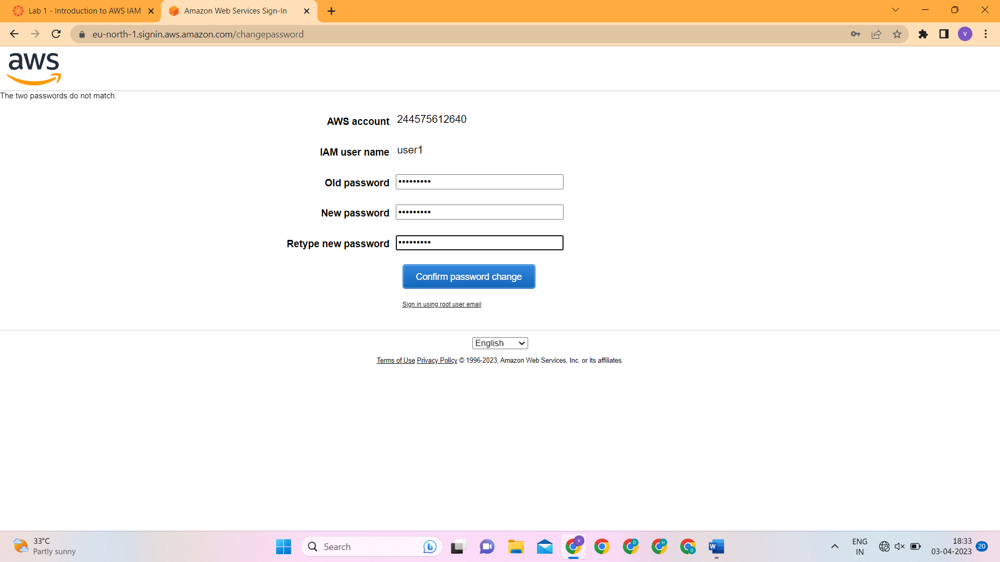 Lab 1 - Introduction to AWS IAM
Amazon Web Services Sign-In
eu-north-1.signin.aws.amazon.com/changepassword
V
aws
The two passwords do not match.
AWS account 244575612640
IAM user name user1
Old password •••••••••
New password •••••••••
Retype new password •••••••••
Confirm password change
Sign in using root user email
English
Terms of Use Privacy Policy © 1996-2023, Amazon Web Services, Inc. or its affiliates.
33°C
Partly sunny
Search
V
D
H
G
W
ENG
IN
18:33
03-04-2023
20